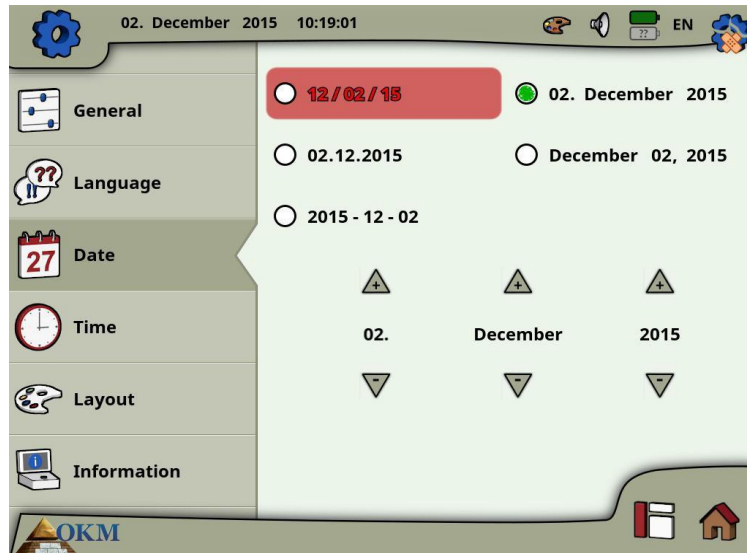 02. December 2015 10:19:01
??
EN
General
Language
Date
Time
Layout
Information
12/02/15
02. December 2015
02.12.2015
December 02, 2015
2015 - 12 - 02
+ + +
02. December 2015
- - -
??
!!
27
i
OKM